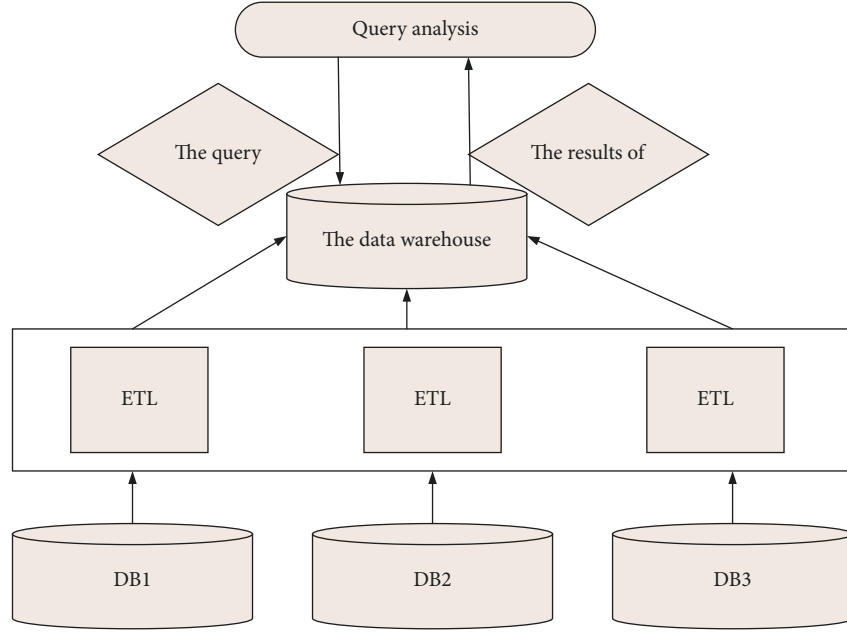 Query analysis
The query
The results of
The data warehouse
ETL
ETL
ETL
DB1
DB2
DB3